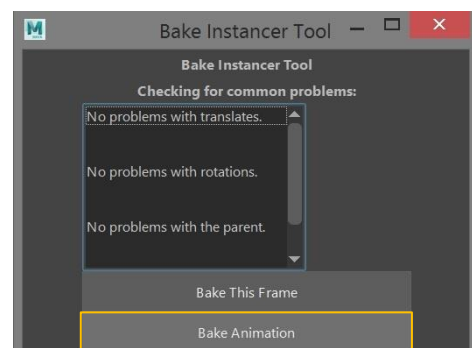 Bake Instancer Tool
Bake Instancer Tool
Checking for common problems:
No problems with translates.
No problems with rotations.
No problems with the parent.
Bake This Frame
Bake Animation